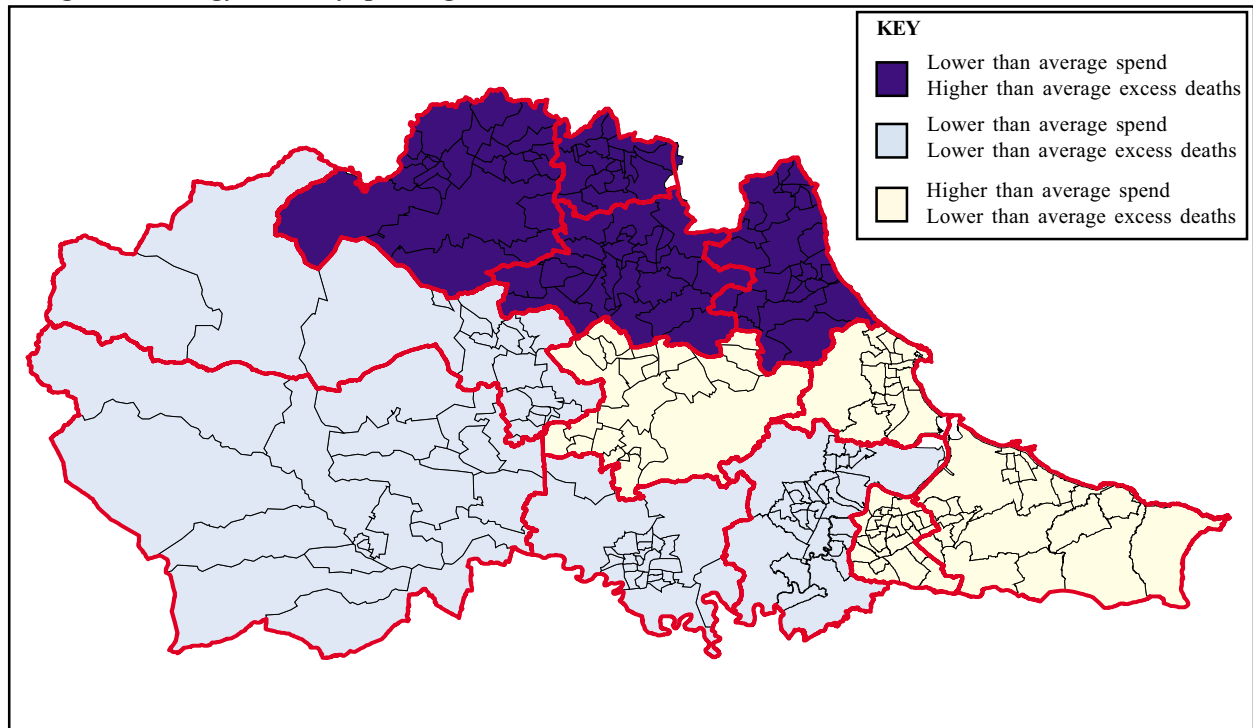 KEY
Lower than average spend
Higher than average excess deaths
Lower than average spend
Lower than average excess deaths
Higher than average spend
Lower than average excess deaths